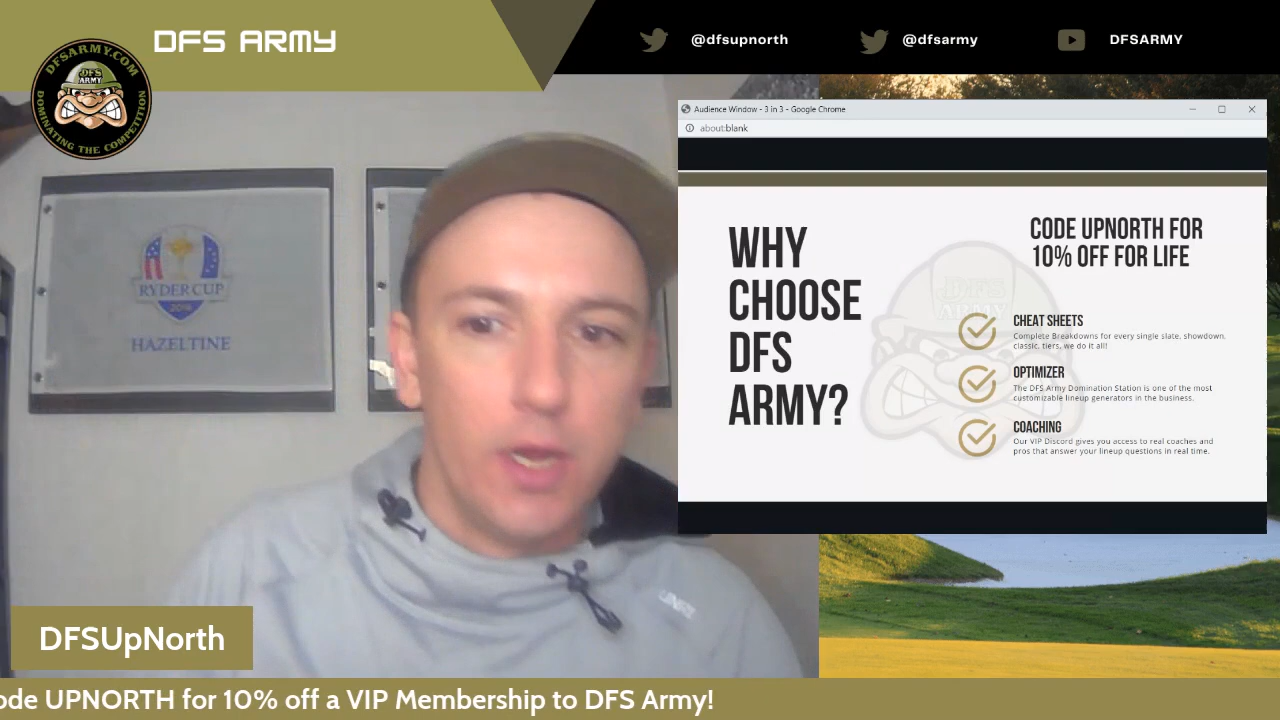 DFS ARMY
@dfsupnorth
@dfsarmy
DFSARMY
DFSARMY.COM
DFS
ARMY
DOMINATING THE COMPETITION
RYDER CUP
HAZELTINE
Audience Window - 3 in 3 - Google Chrome
about:blank
WHY
CHOOSE
DFS
ARMY?
CODE UPNORTH FOR
10% OFF FOR LIFE
DFS
ARMY
CHEAT SHEETS
Complete Breakdowns for every single slate, showdown,
classic, tiers, we do it all!
OPTIMIZER
The DFS Army Domination Station is one of the most
customizable lineup generators in the business.
COACHING
Our VIP Discord gives you access to real coaches and
pros that answer your lineup questions in real time.
DFSUpNorth
ode UPNORTH for 10% off a VIP Membership to DFS Army!